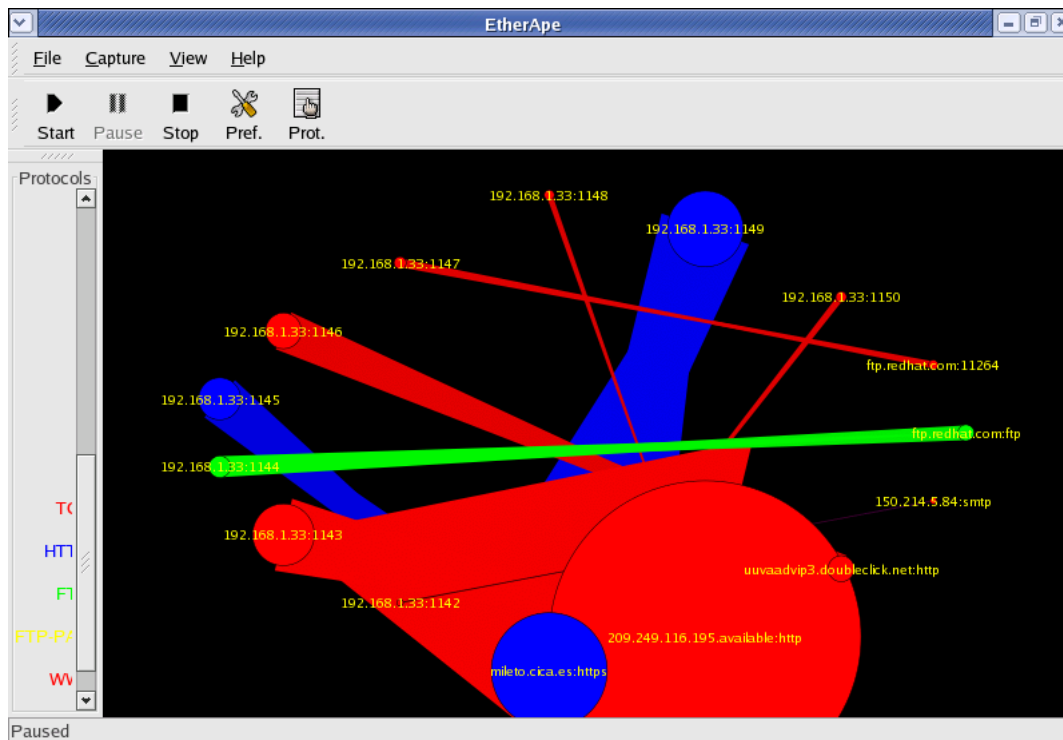 EtherApe
File Capture View Help
Start Pause Stop Pref. Prot.
Protocols
192.168.1.33:1148
192.168.1.33:1149
192.168.1.33:1147
192.168.1.33:1150
192.168.1.33:1146
ftp.redhat.com:11264
192.168.1.33:1145
ftp.redhat.com:ftp
192.168.1.33:1144
150.214.5.84:smtp
192.168.1.33:1143
uuvaadvip3.doubleclick.net:http
192.168.1.33:1142
209.249.116.195.available:http
mileto.cica.es:https
Paused